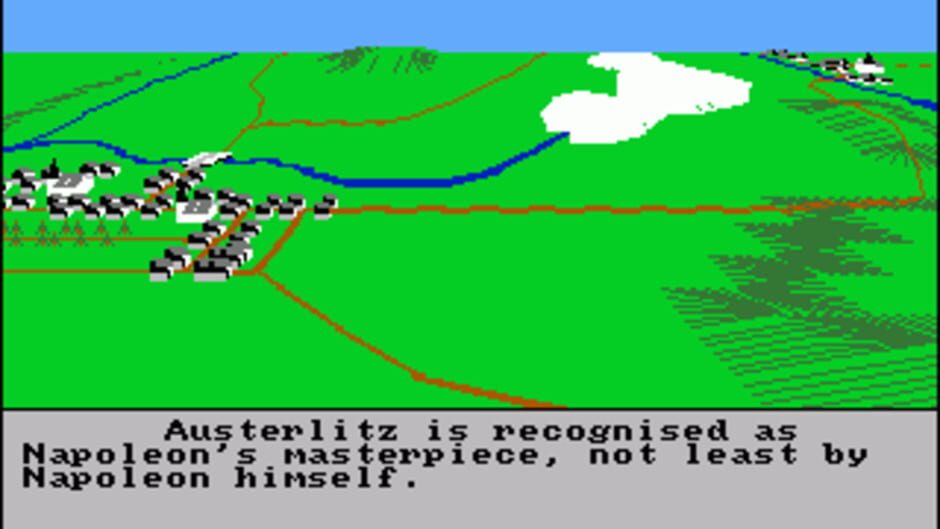 Austerlitz is recognised as
Napoleon's masterpiece, not least by
Napoleon himself.